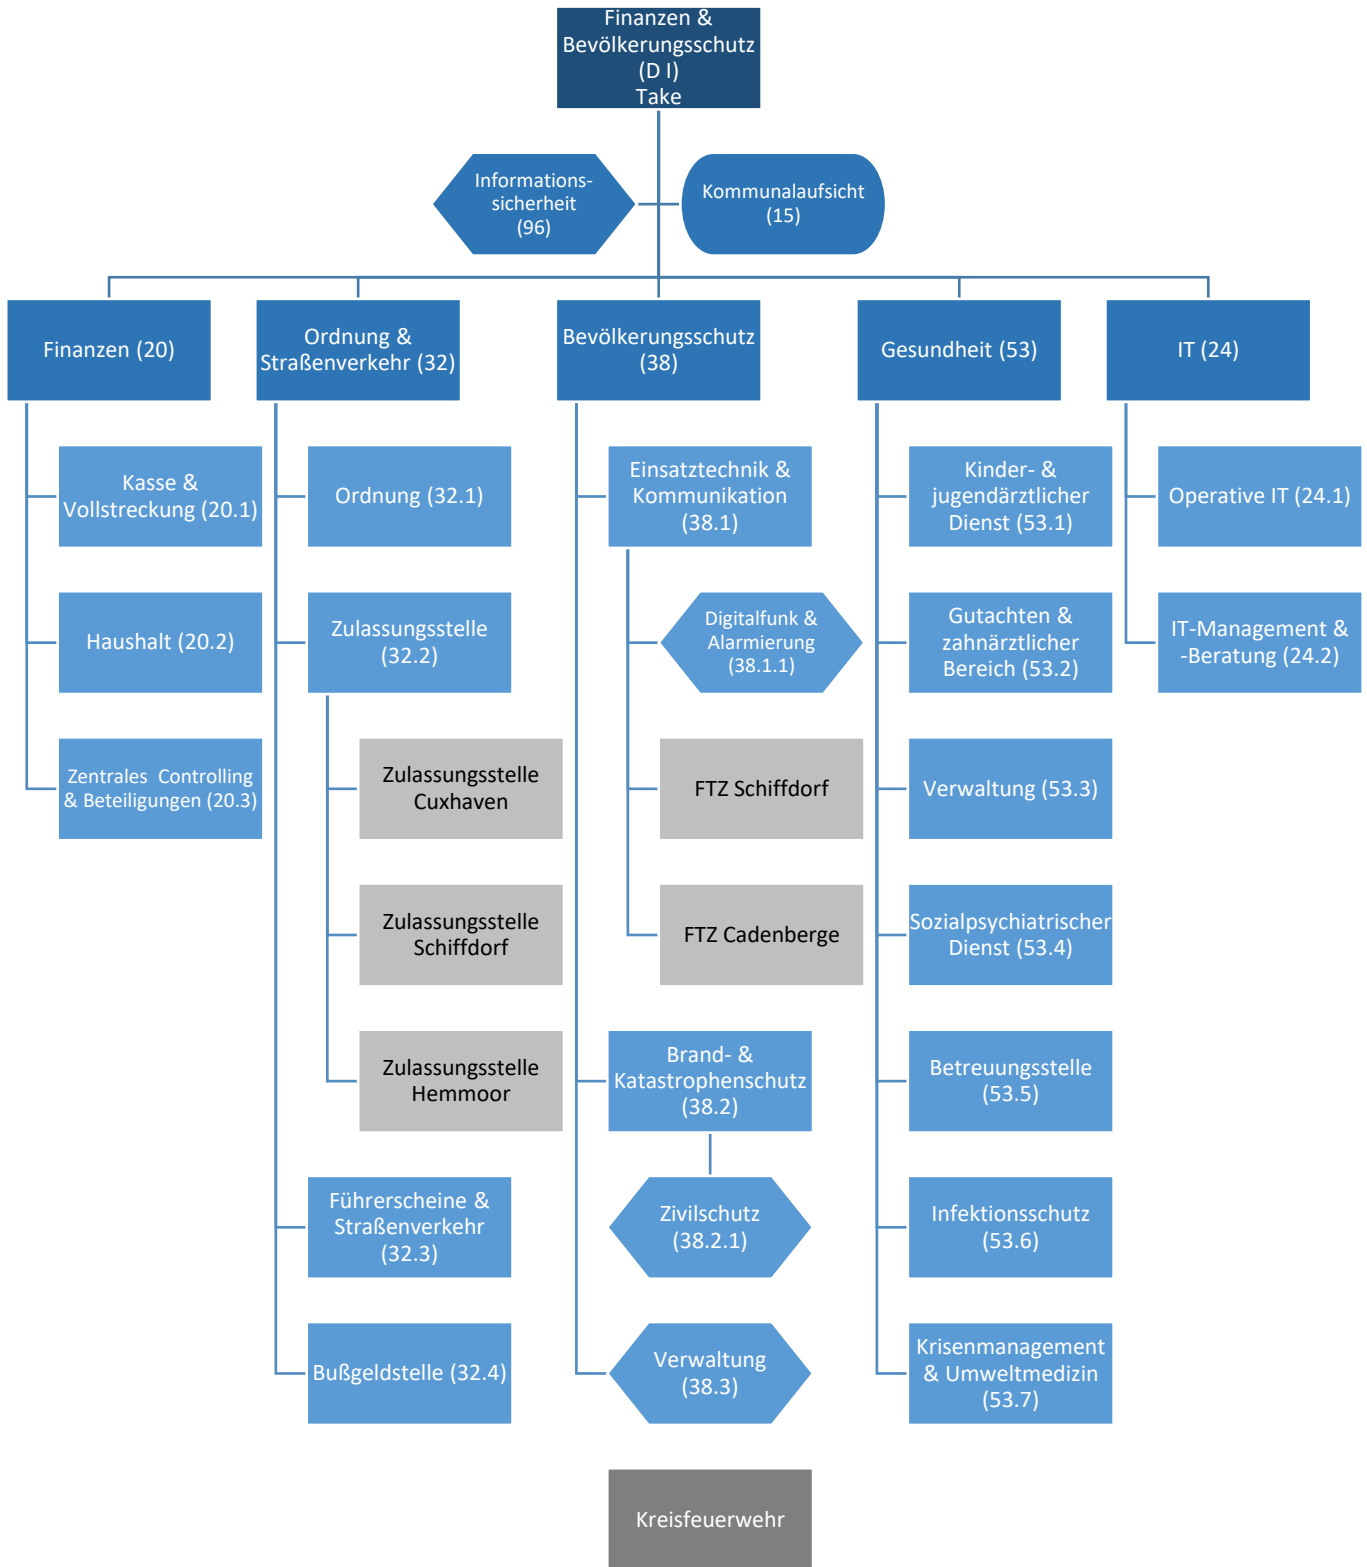 Finanzen &
Bevölkerungsschutz
(D I)
Take
Informations-
sicherheit
(96)
Kommunalaufsicht
(15)
Finanzen (20)
Kasse &
Vollstreckung (20.1)
Haushalt (20.2)
Zentrales Controlling
& Beteiligungen (20.3)
Ordnung &
Straßenverkehr (32)
Ordnung (32.1)
Zulassungsstelle
(32.2)
Zulassungsstelle
Cuxhaven
Zulassungsstelle
Schiffdorf
Zulassungsstelle
Hemmoor
Führerscheine &
Straßenverkehr
(32.3)
Bußgeldstelle (32.4)
Bevölkerungsschutz
(38)
Einsatztechnik &
Kommunikation
(38.1)
Digitalfunk &
Alarmierung
(38.1.1)
FTZ Schiffdorf
FTZ Cadenberge
Brand- &
Katastrophenschutz
(38.2)
Zivilschutz
(38.2.1)
Verwaltung
(38.3)
Kreisfeuerwehr
Gesundheit (53)
Kinder- &
jugendärztlicher
Dienst (53.1)
Gutachten &
zahnärztlicher
Bereich (53.2)
Verwaltung (53.3)
Sozialpsychiatrischer
Dienst (53.4)
Betreuungsstelle
(53.5)
Infektionsschutz
(53.6)
Krisenmanagement
& Umweltmedizin
(53.7)
IT (24)
Operative IT (24.1)
IT-Management &
-Beratung (24.2)